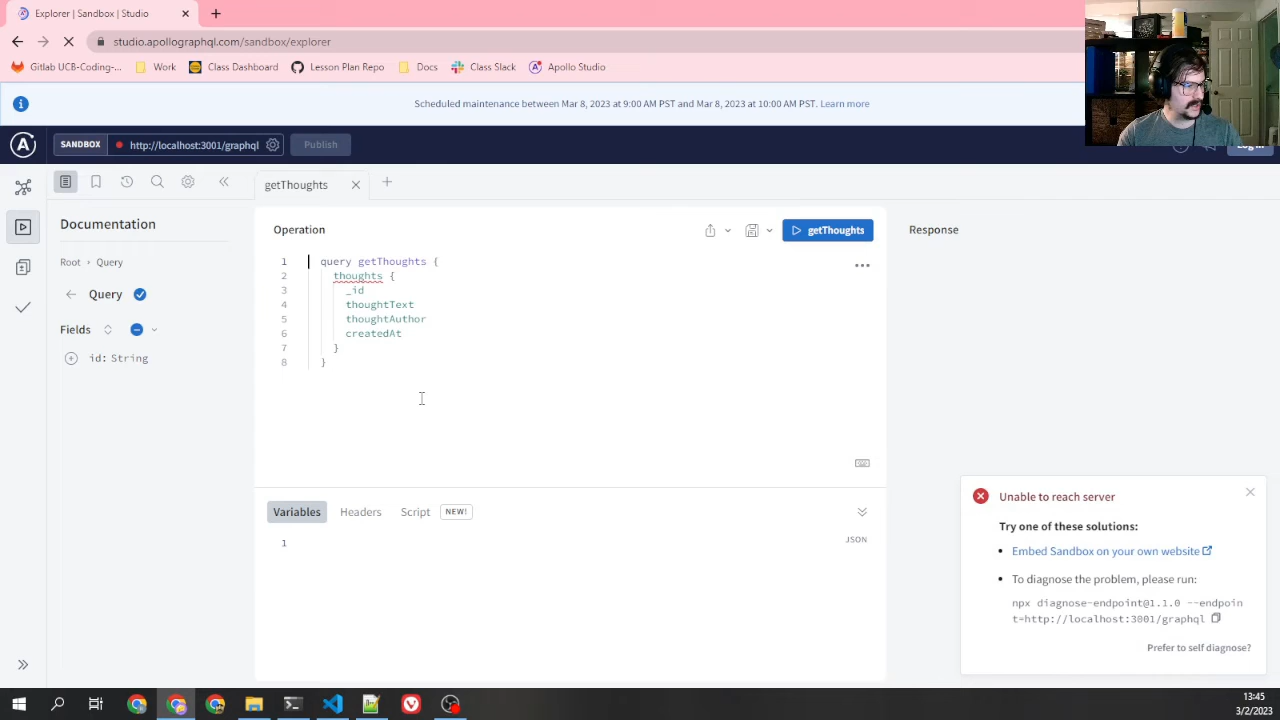 Explorer | Sandbox | Studio
studio.apollographql.com/sandbox/explorer
Gitlab UCB-Coding-...
Work
Class Dashboard
Lesson Plan Repo
Docs
Class Slack
Apollo Studio
Scheduled maintenance between Mar 8, 2023 at 9:00 AM PST and Mar 8, 2023 at 10:00 AM PST. Learn more
SANDBOX
http://localhost:3001/graphql
Publish
getThoughts
Documentation
Root
Query
Query
Fields
id: String
Operation
getThoughts
1 query getThoughts {
2 thoughts {
3 _id
4 thoughtText
5 thoughtAuthor
6 createdAt
7 }
8 }
Variables
Headers
Script
NEW!
1
JSON
Response
Unable to reach server
Try one of these solutions:
• Embed Sandbox on your own website
• To diagnose the problem, please run:
npx diagnose-endpoint@1.1.0 --endpoin
t=http://localhost:3001/graphql
Prefer to self diagnose?
13:45
3/2/2023